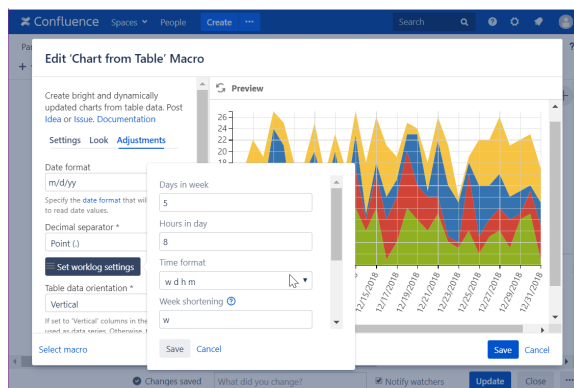 Confluence Spaces People Create ··· Search
Pa
Edit 'Chart from Table' Macro
Create bright and dynamically
updated charts from table data. Post
Idea or Issue. Documentation
Settings Look Adjustments
Date format
m/d/yy
Specify the date format that wil
to read date values.
Decimal separator *
Point (.)
Set worklog settings
Table data orientation *
Vertical
If set to 'Vertical' columns in the
used as data series. Otherwise, t
Select macro
Preview
26
24
22
20
18
12/15/2018
12/17/2018
12/19/2018
12/21/2018
12/23/2018
12/25/2018
12/27/2018
12/29/2018
12/31/2018
Days in week
5
Hours in day
8
Time format
w d h m
Week shortening
w
Save Cancel
Save Cancel
Changes saved What did you change? Notify watchers Update Close ···